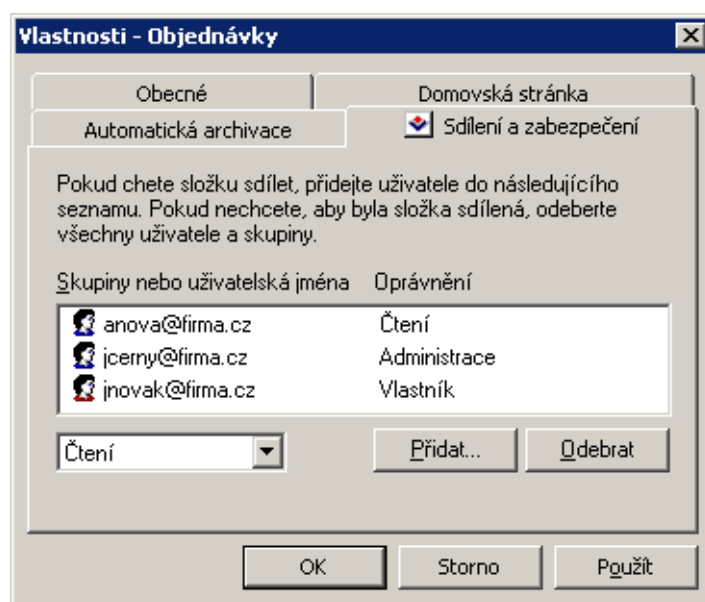 Vlastnosti - Objednávky
Obecné
Domovská stránka
Automatická archivace
Sdílení a zabezpečení
Pokud chete složku sdílet, přidejte uživatele do následujícího
seznamu. Pokud nechcete, aby byla složka sdílená, odeberte
všechny uživatele a skupiny.
Skupiny nebo uživatelská jména Oprávnění
anova@firma.cz Čtení
jcerny@firma.cz Administrace
jnovak@firma.cz Vlastník
Čtení
Přidat...
Odebrat
OK
Storno
Použít